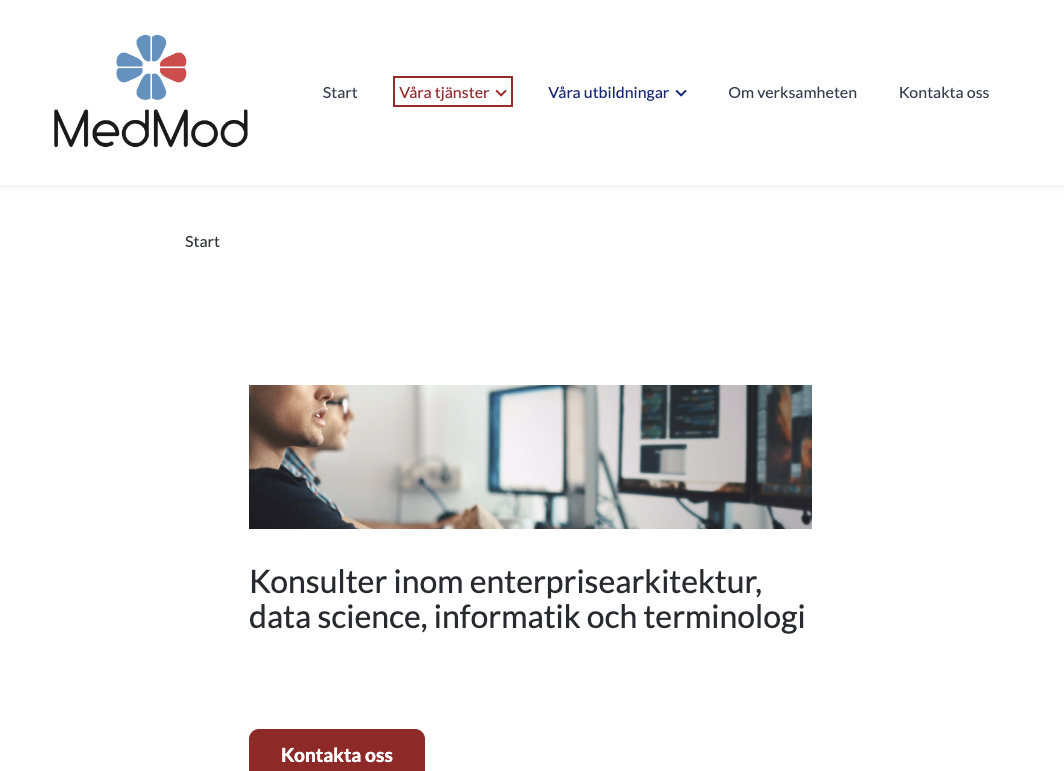 MedMod
Start
Våra tjänster
Våra utbildningar
Om verksamheten
Kontakta oss
Start
Konsulter inom enterprisearkitektur,
data science, informatik och terminologi
Kontakta oss